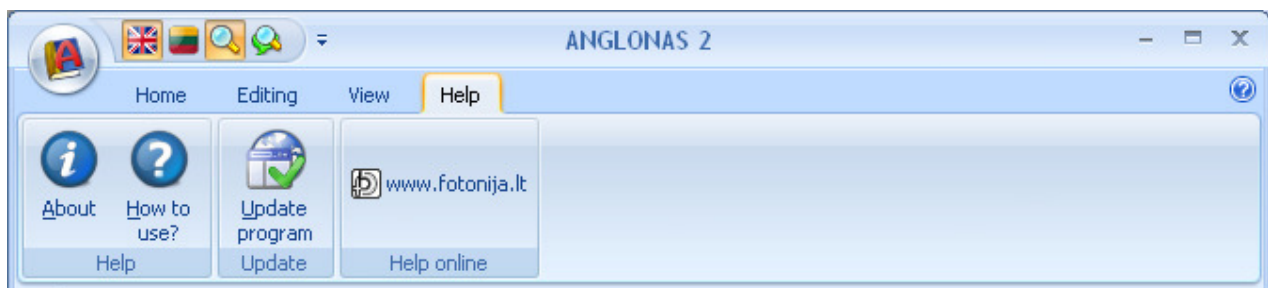 ANGLONAS 2
Home Editing View Help
About
How to
use?
Update
program
www.fotonija.lt
Help Update Help online